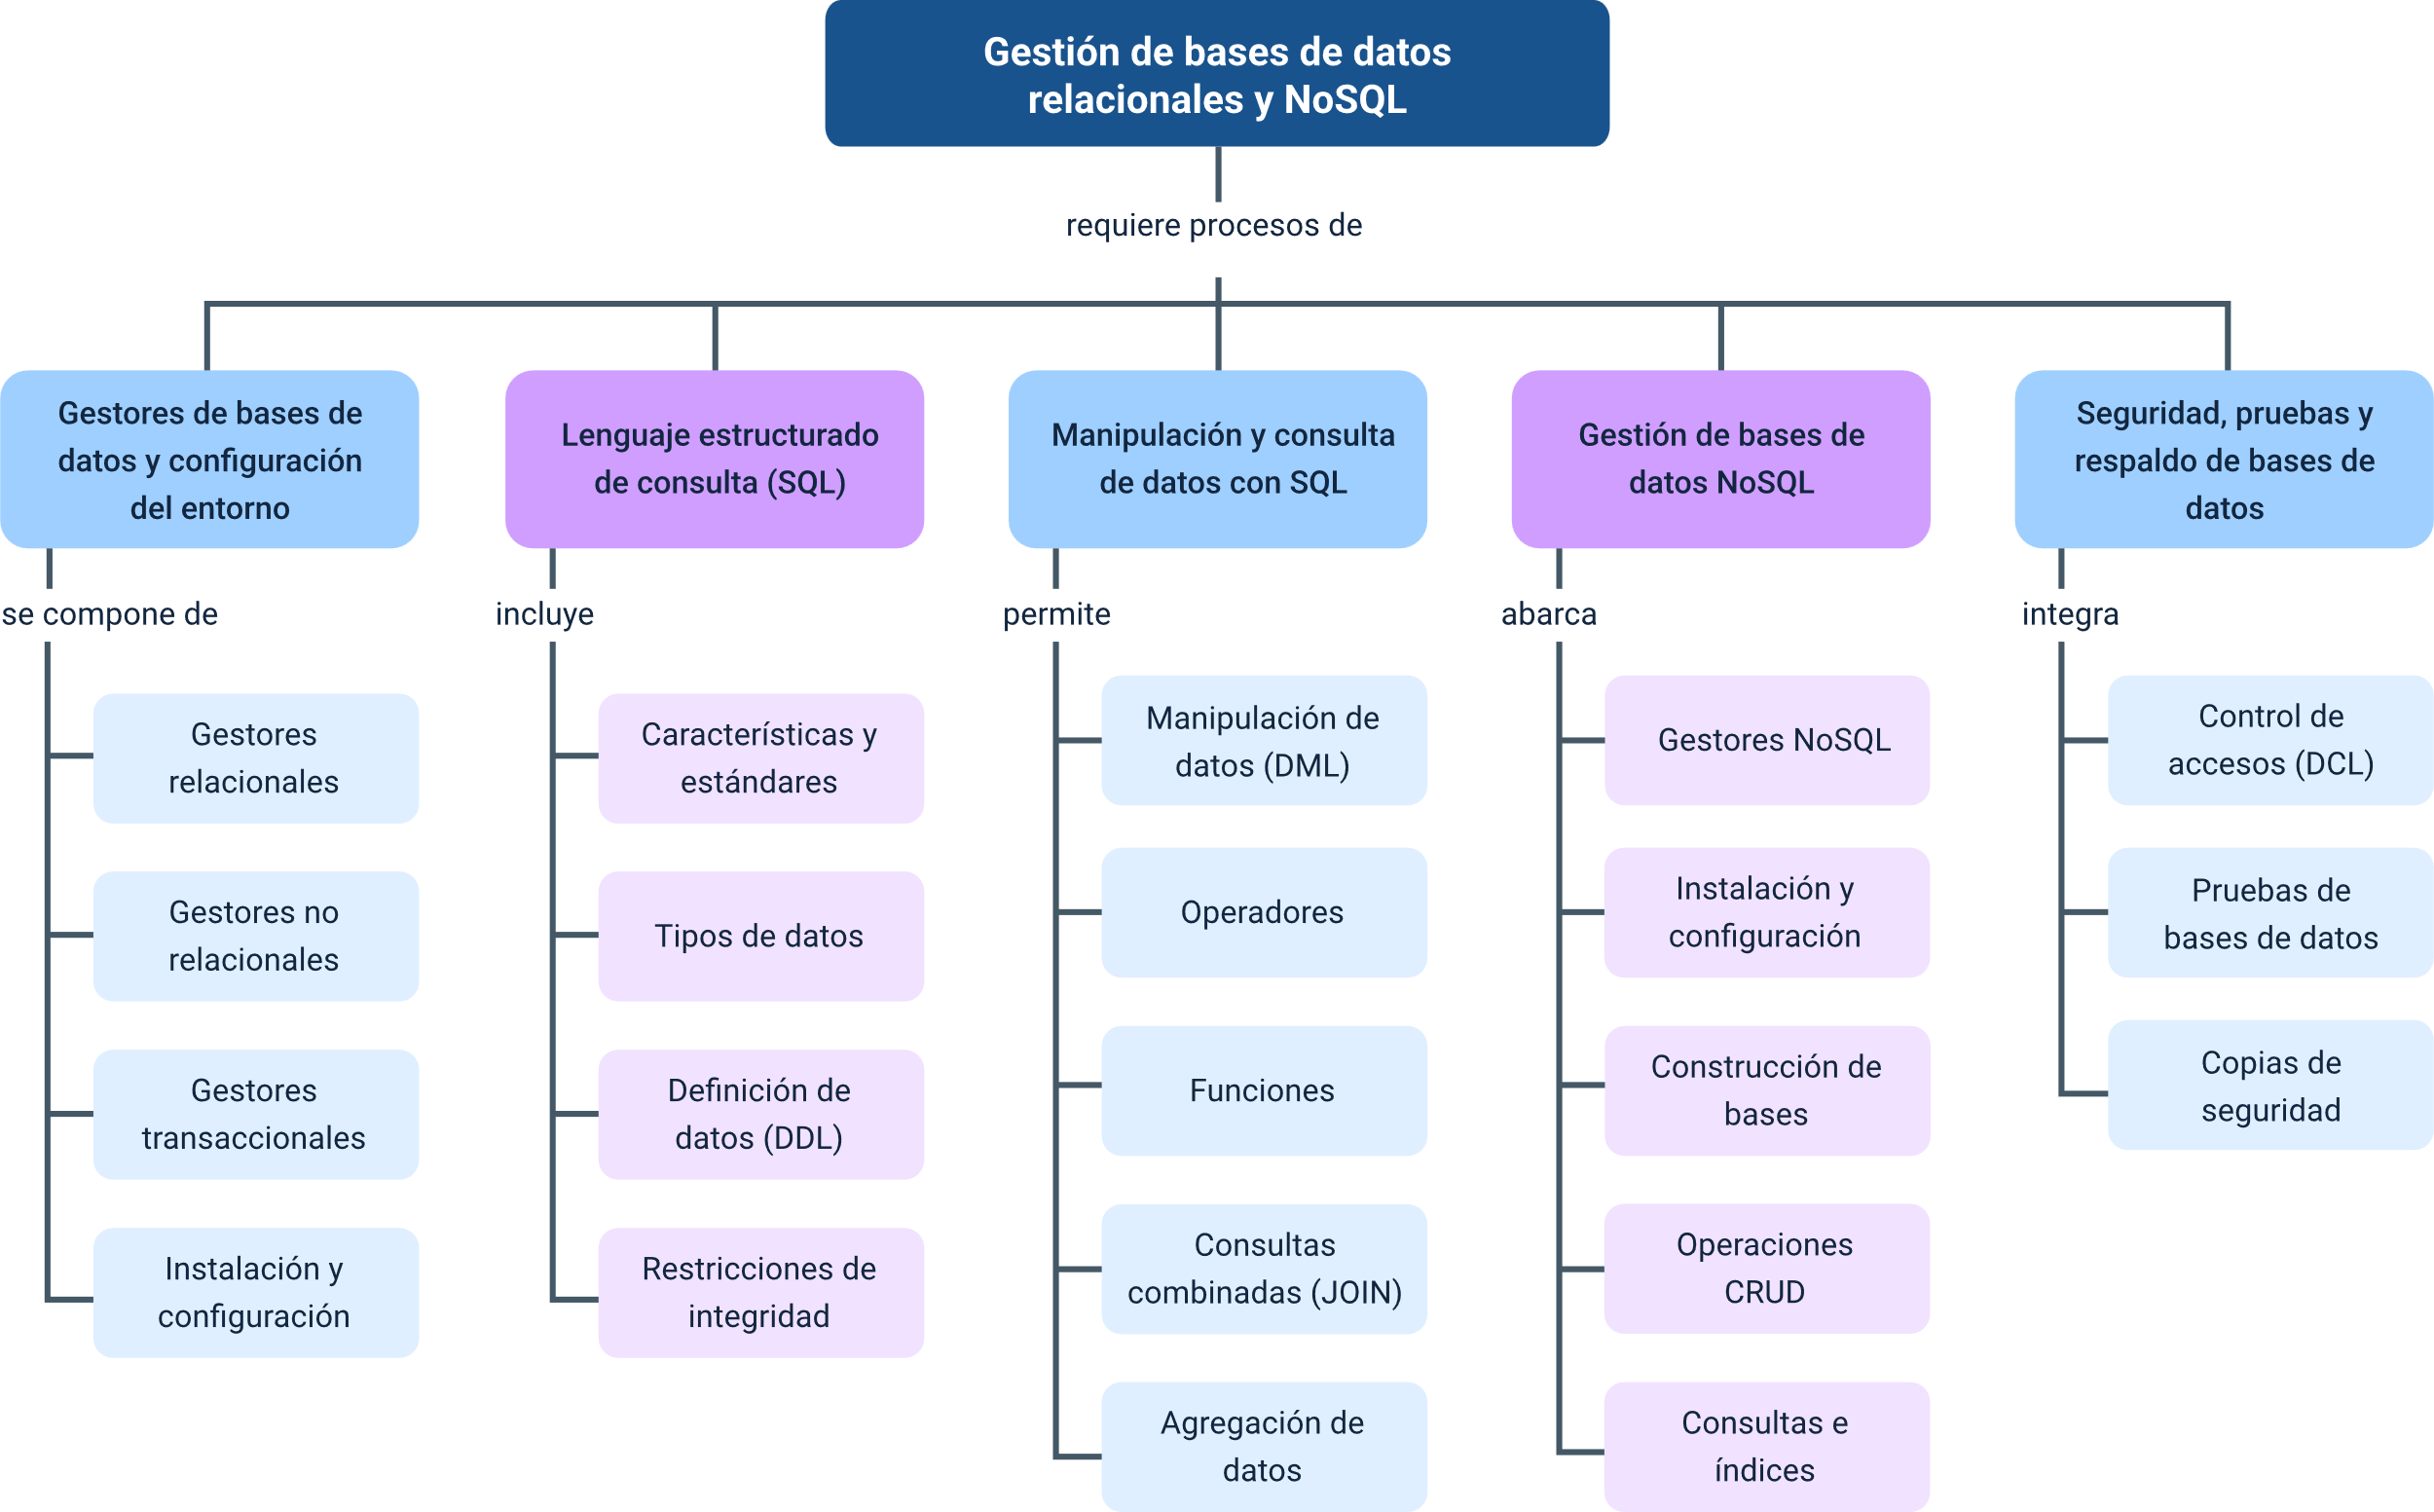 Gestión de bases de datos
relacionales y NoSQL
requiere procesos de
Gestores de bases de
datos y configuración
del entorno
se compone de
Gestores
relacionales
Gestores no
relacionales
Gestores
transaccionales
Instalación y
configuración
Lenguaje estructurado
de consulta (SQL)
incluye
Características y
estándares
Tipos de datos
Definición de
datos (DDL)
Restricciones de
integridad
Manipulación y consulta
de datos con SQL
permite
Manipulación de
datos (DML)
Operadores
Funciones
Consultas
combinadas (JOIN)
Agregación de
datos
Gestión de bases de
datos NoSQL
abarca
Gestores NoSQL
Instalación y
configuración
Construcción de
bases
Operaciones
CRUD
Consultas e
índices
Seguridad, pruebas y
respaldo de bases de
datos
integra
Control de
accesos (DCL)
Pruebas de
bases de datos
Copias de
seguridad